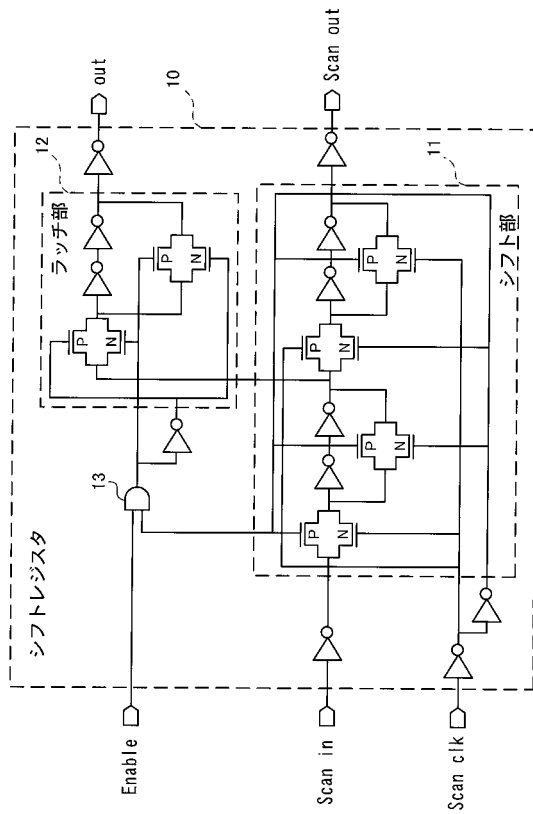 シフトレジスタ
10
ラッチ部
12
out
Enable
13
P
N
P
N
シフト部
11
Scan in
Scan out
P
N
P
N
P
N
P
N
Scan clk